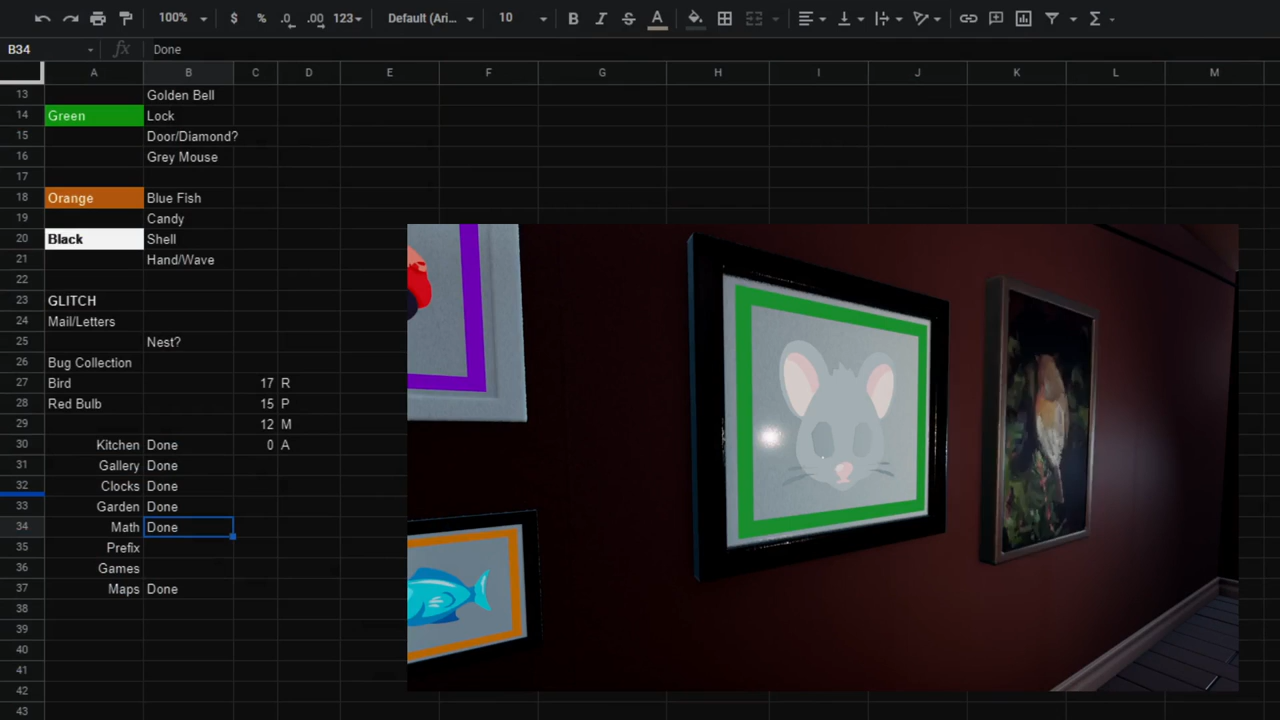 100% $ % .0 .00 123 Default (Ari... 10 B I S A
B34 fx Done
A B C D E F G H I J K L M
13 Golden Bell
14 Green Lock
15 Door/Diamond?
16 Grey Mouse
17
18 Orange Blue Fish
19 Candy
20 Black Shell
21 Hand/Wave
22
23 GLITCH
24 Mail/Letters
25 Nest?
26 Bug Collection
27 Bird 17 R
28 Red Bulb 15 P
29 12 M
30 Kitchen Done 0 A
31 Gallery Done
32 Clocks Done
33 Garden Done
34 Math Done
35 Prefix
36 Games
37 Maps Done
38
39
40
41
42
43